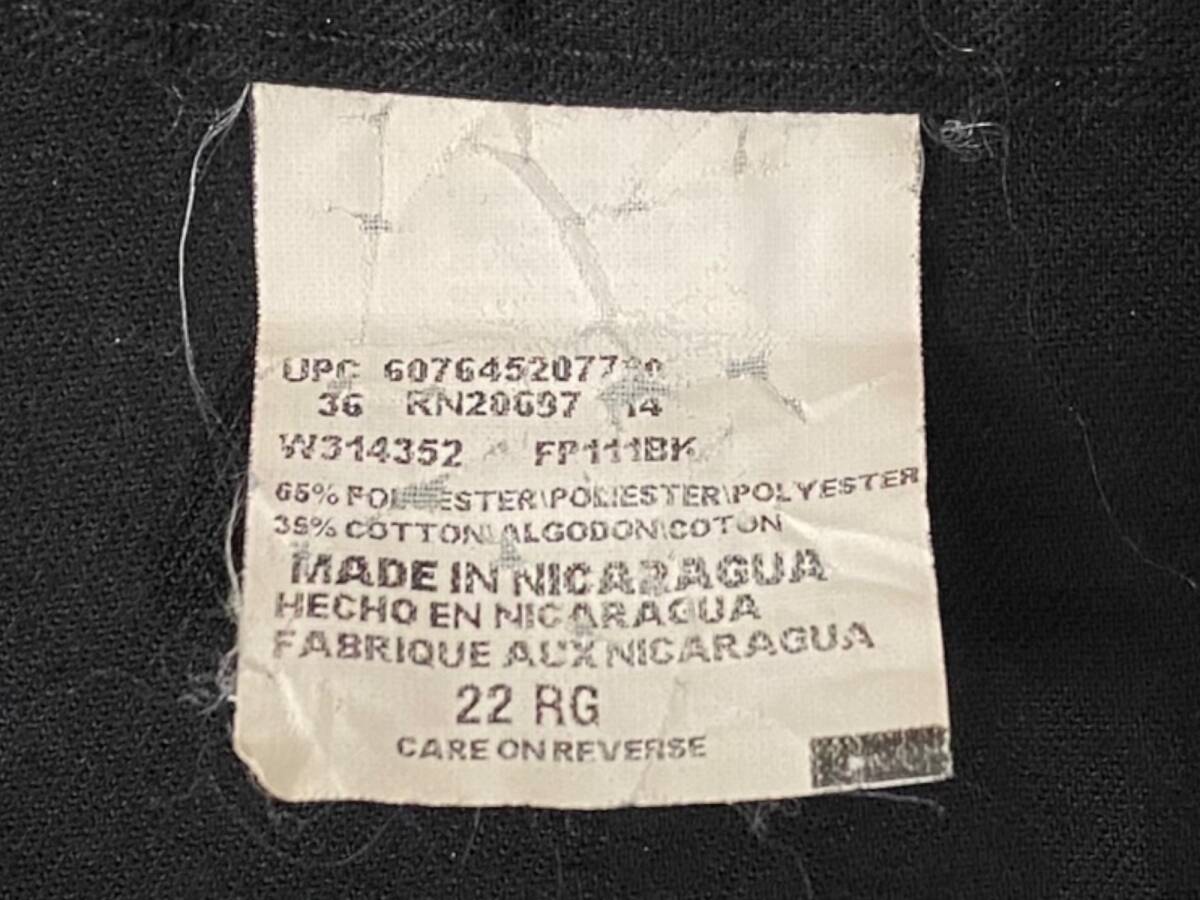 UPC
36 RN20697 14
W314352 FP111BK
65% POLIESTER\POLYESTER
35% COTTON\ALGODON\COTON
MADE IN NICARAGUA
HECHO EN NICARAGUA
FABRIQUE AUX NICARAGUA
22 RG
CARE ON REVERSE